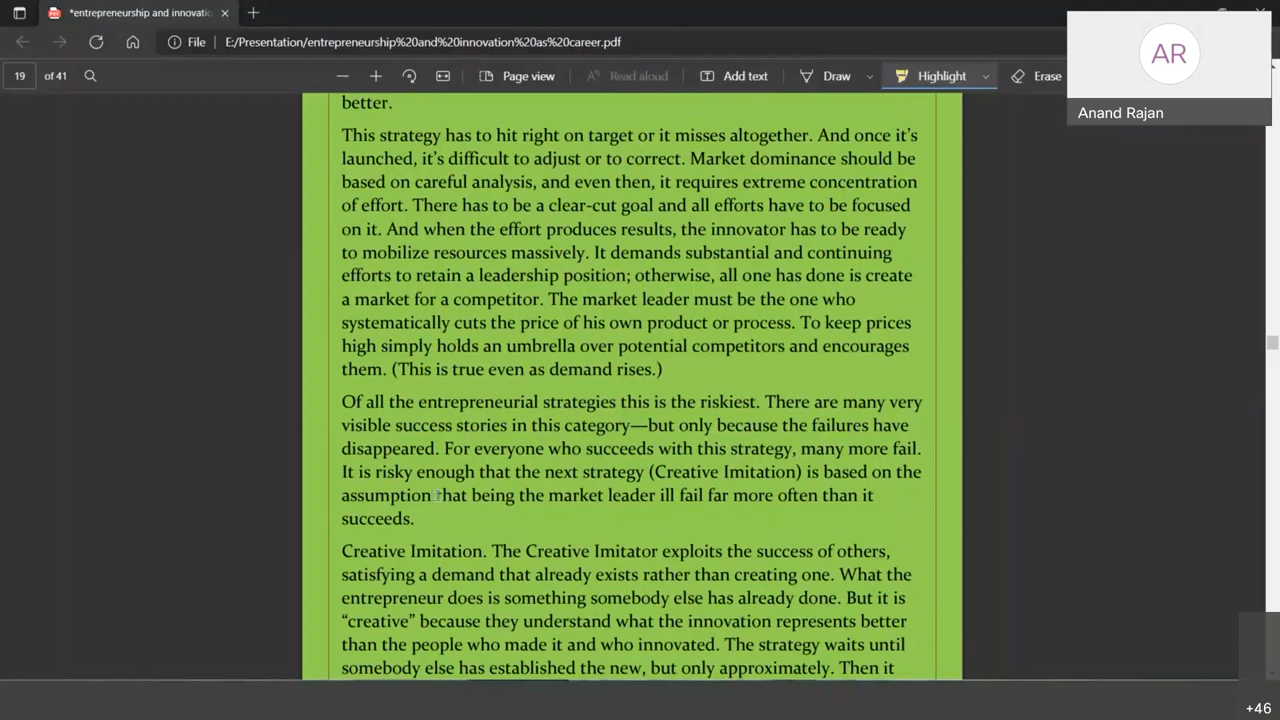 *entrepreneurship and innovatio
File E:/Presentation/entrepreneurship%20and%20innovation%20as%20career.pdf
19 of 41 Page view Read aloud Add text Draw Highlight Erase
AR
Anand Rajan
better.
This strategy has to hit right on target or it misses altogether. And once it's
launched, it's difficult to adjust or to correct. Market dominance should be
based on careful analysis, and even then, it requires extreme concentration
of effort. There has to be a clear-cut goal and all efforts have to be focused
on it. And when the effort produces results, the innovator has to be ready
to mobilize resources massively. It demands substantial and continuing
efforts to retain a leadership position; otherwise, all one has done is create
a market for a competitor. The market leader must be the one who
systematically cuts the price of his own product or process. To keep prices
high simply holds an umbrella over potential competitors and encourages
them. (This is true even as demand rises.)
Of all the entrepreneurial strategies this is the riskiest. There are many very
visible success stories in this category—but only because the failures have
disappeared. For everyone who succeeds with this strategy, many more fail.
It is risky enough that the next strategy (Creative Imitation) is based on the
assumption that being the market leader ill fail far more often than it
succeeds.
Creative Imitation. The Creative Imitator exploits the success of others,
satisfying a demand that already exists rather than creating one. What the
entrepreneur does is something somebody else has already done. But it is
“creative” because they understand what the innovation represents better
than the people who made it and who innovated. The strategy waits until
somebody else has established the new, but only approximately. Then it
+46